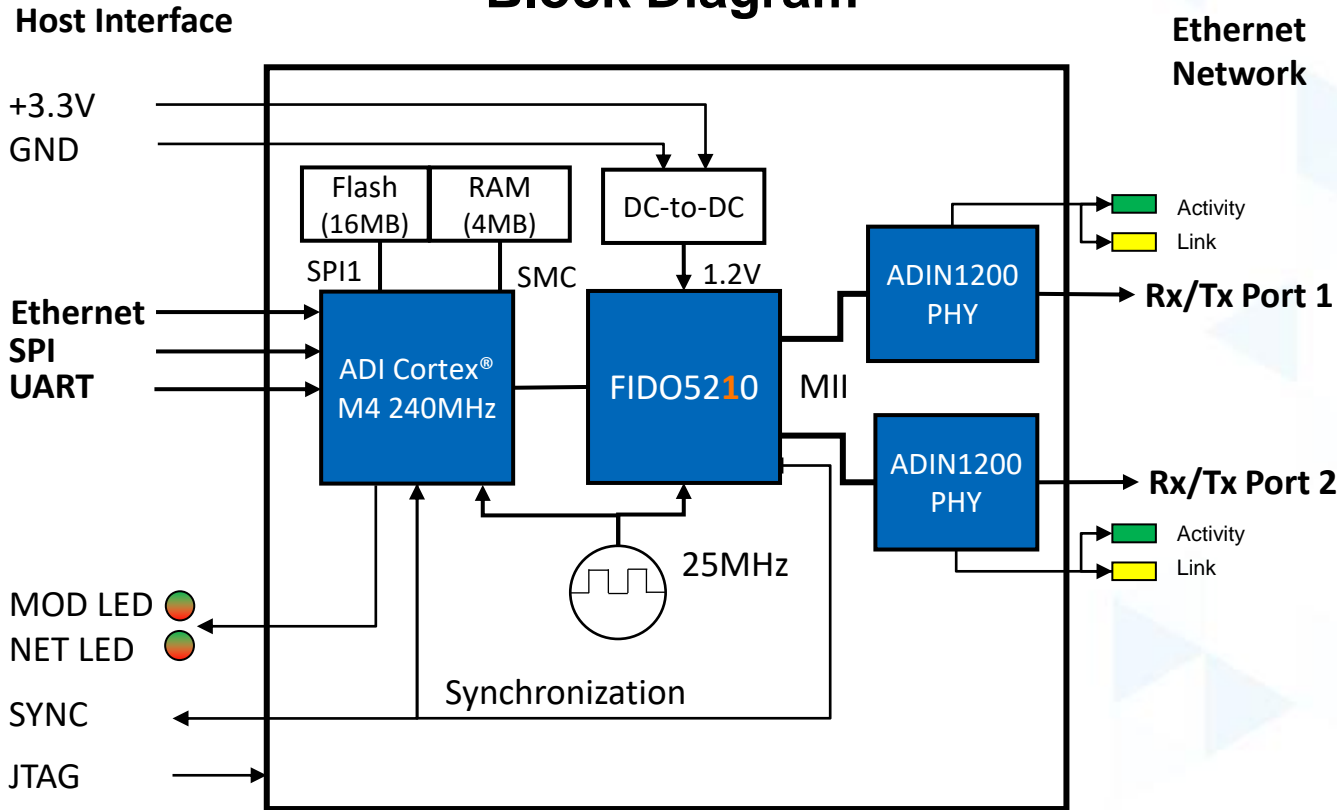 Block Diagram
Host Interface
Ethernet
Network
+3.3V
GND
Flash
(16MB)
RAM
(4MB)
DC-to-DC
SPI1
SMC
1.2V
Ethernet
SPI
UART
ADI Cortex®
M4 240MHz
FIDO5210
MII
ADIN1200
PHY
Activity
Link
Rx/Tx Port 1
ADIN1200
PHY
Rx/Tx Port 2
Activity
Link
25MHz
MOD LED
NET LED
Synchronization
SYNC
JTAG